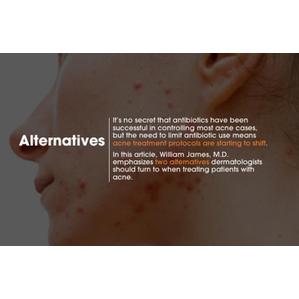 Alternatives
It's no secret that antibiotics have been
successful in controlling most acne cases,
but the need to limit antibiotic use means
acne treatment protocols are starting to shift.
In this article, William James, M.D.
emphasizes two alternatives dermatologists
should turn to when treating patients with
acne.